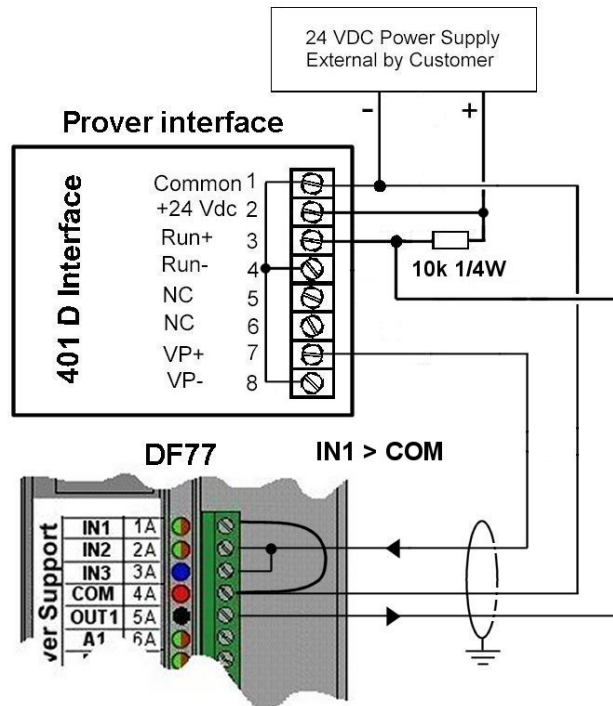 24 VDC Power Supply
External by Customer
- +
Prover interface
401 D Interface
Common 1
+24 Vdc 2
Run+ 3
Run- 4
NC 5
NC 6
VP+ 7
VP- 8
10k 1/4W
DF77
IN1 > COM
Support
IN1 1A
IN2 2A
IN3 3A
COM 4A
OUT1 5A
A1 6A